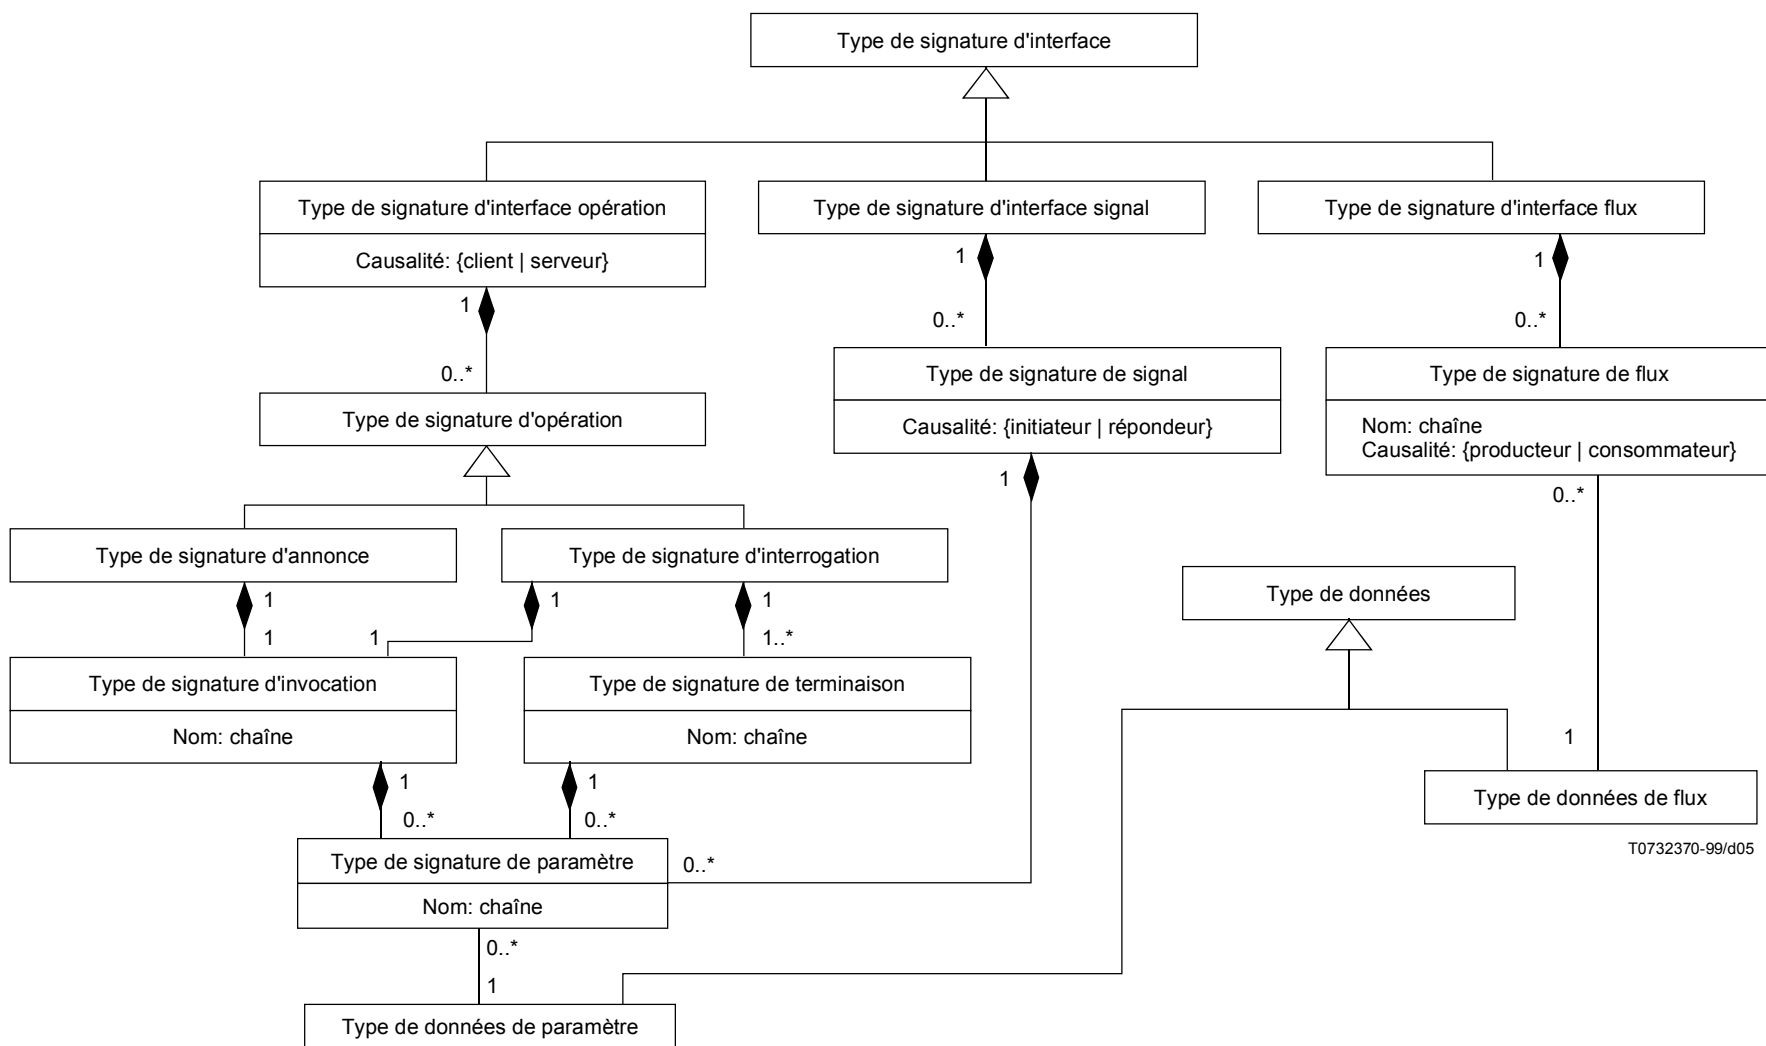 Type de signature d'interface
Type de signature d'interface opération
Causalité: {client | serveur}
Type de signature d'interface signal
Type de signature d'interface flux
1
1
1
0..*
0..*
0..*
Type de signature d'opération
Type de signature de signal
Causalité: {initiateur | répondeur}
Type de signature de flux
Nom: chaîne
Causalité: {producteur | consommateur}
1
0..*
Type de signature d'annonce
Type de signature d'interrogation
Type de données
1
1
1
1
1
1..*
Type de signature d'invocation
Nom: chaîne
Type de signature de terminaison
Nom: chaîne
1
1
1
0..*
0..*
Type de données de flux
T0732370-99/d05
Type de signature de paramètre
Nom: chaîne
0..*
0..*
1
Type de données de paramètre